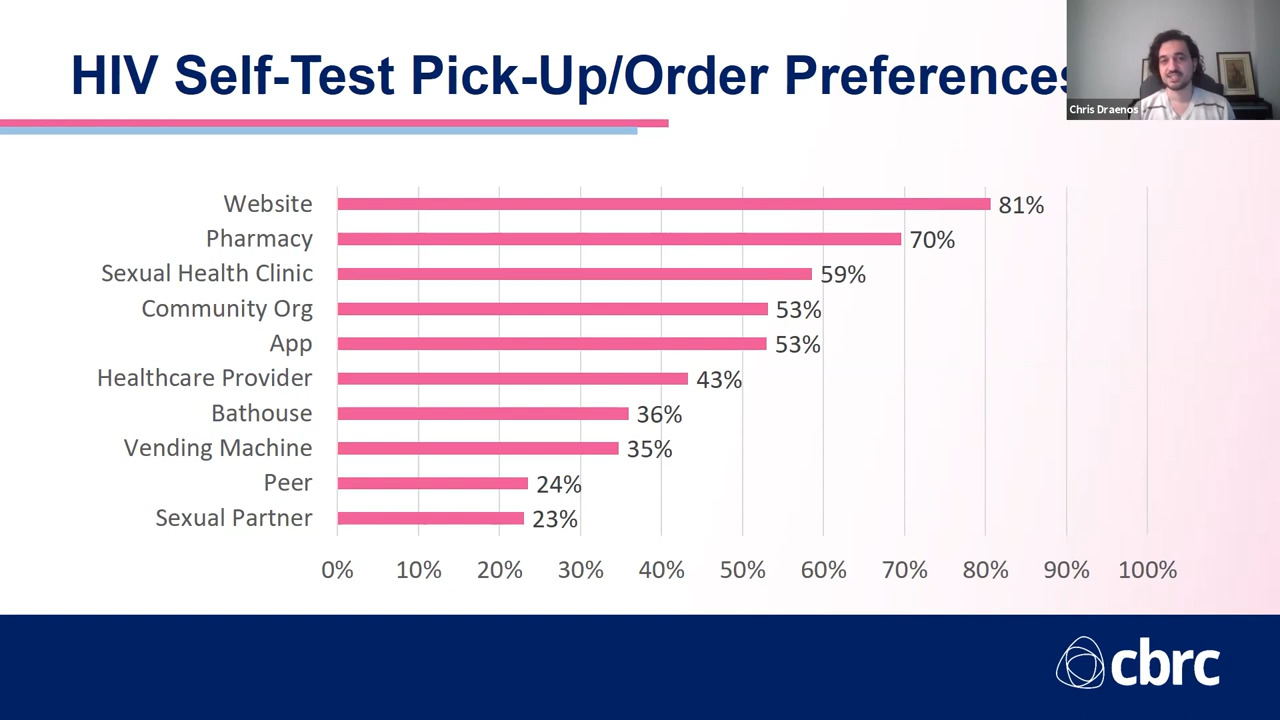 HIV Self-Test Pick-Up/Order Preferences
Chris Draenos
Website 81%
Pharmacy 70%
Sexual Health Clinic 59%
Community Org 53%
App 53%
Healthcare Provider 43%
Bathouse 36%
Vending Machine 35%
Peer 24%
Sexual Partner 23%
0% 10% 20% 30% 40% 50% 60% 70% 80% 90% 100%
cbrc